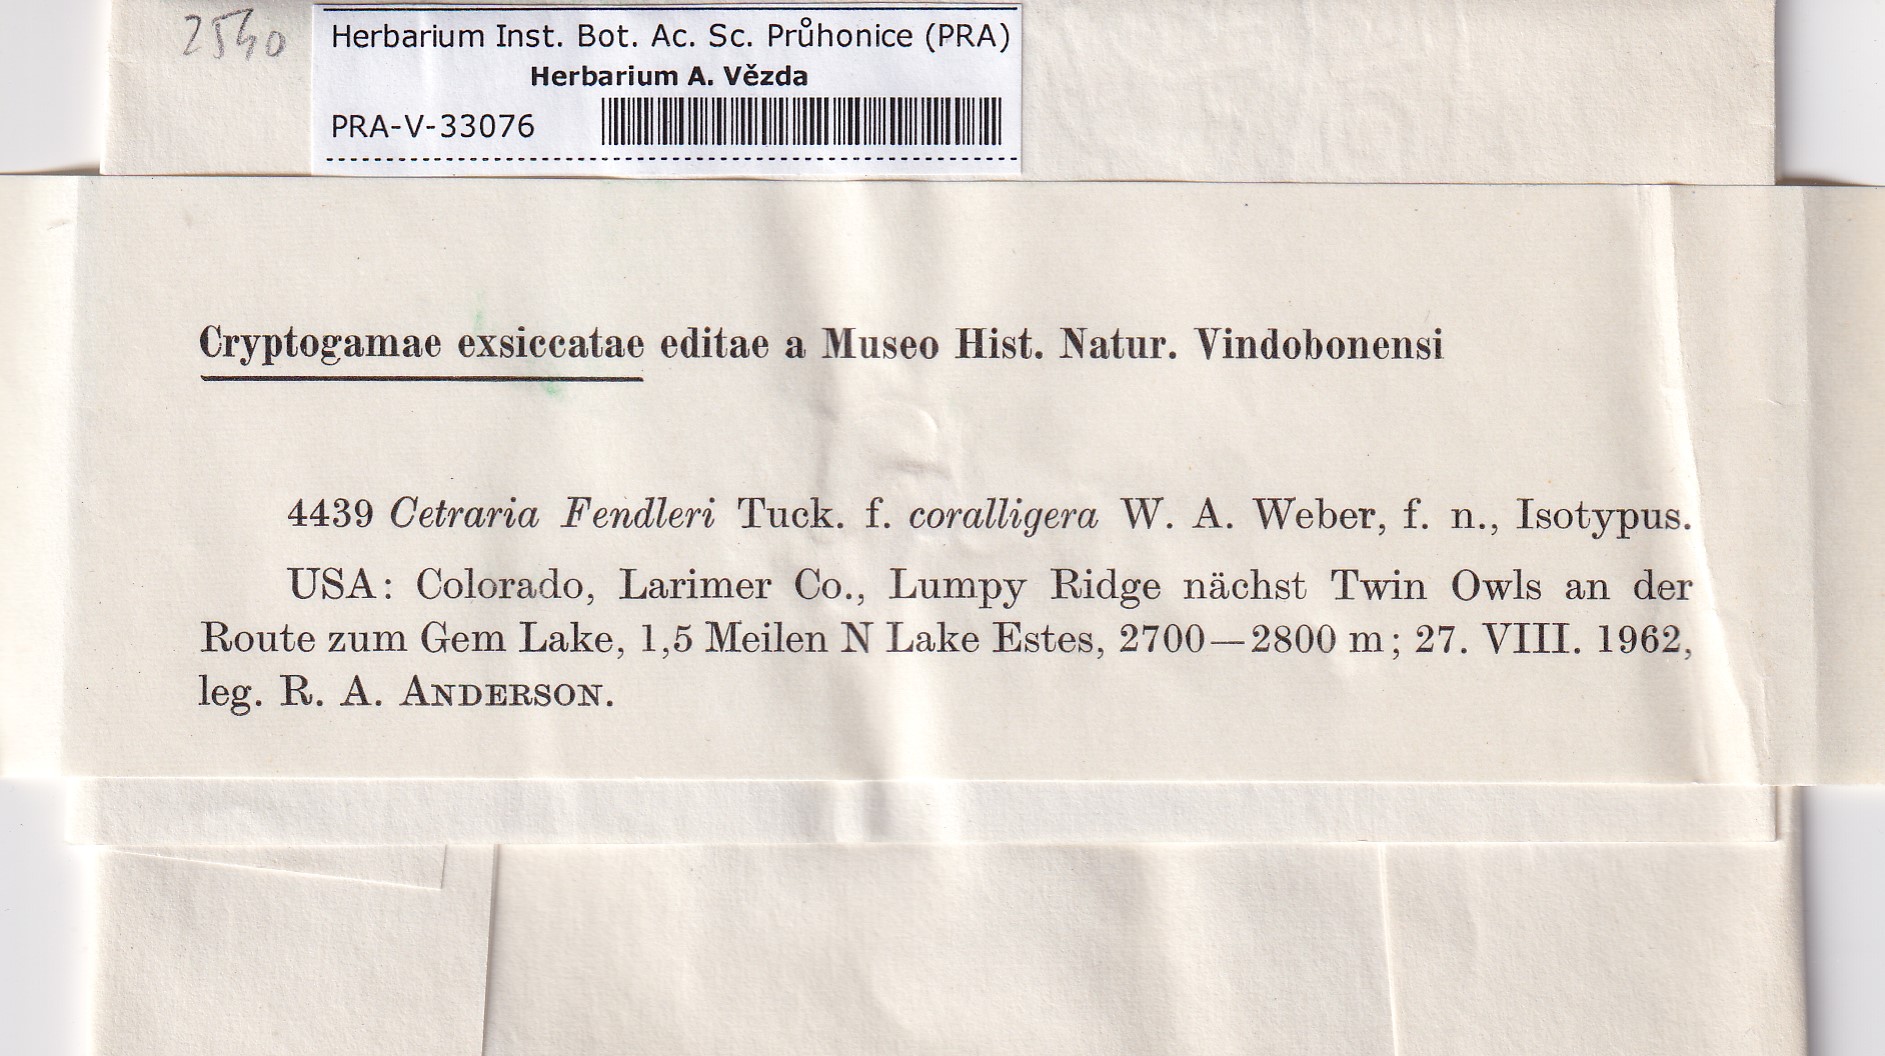 2540
Herbarium Inst. Bot. Ac. Sc. Průhonice (PRA)
Herbarium A. Vězda
PRA-V-33076
Cryptogamae exsiccatae editae a Museo Hist. Natur. Vindobonensi
4439 Cetraria Fendleri Tuck. f. coralligera W. A. Weber, f. n., Isotypus.
USA: Colorado, Larimer Co., Lumpy Ridge nächst Twin Owls an der
Route zum Gem Lake, 1,5 Meilen N Lake Estes, 2700—2800 m; 27. VIII. 1962,
leg. R. A. ANDERSON.